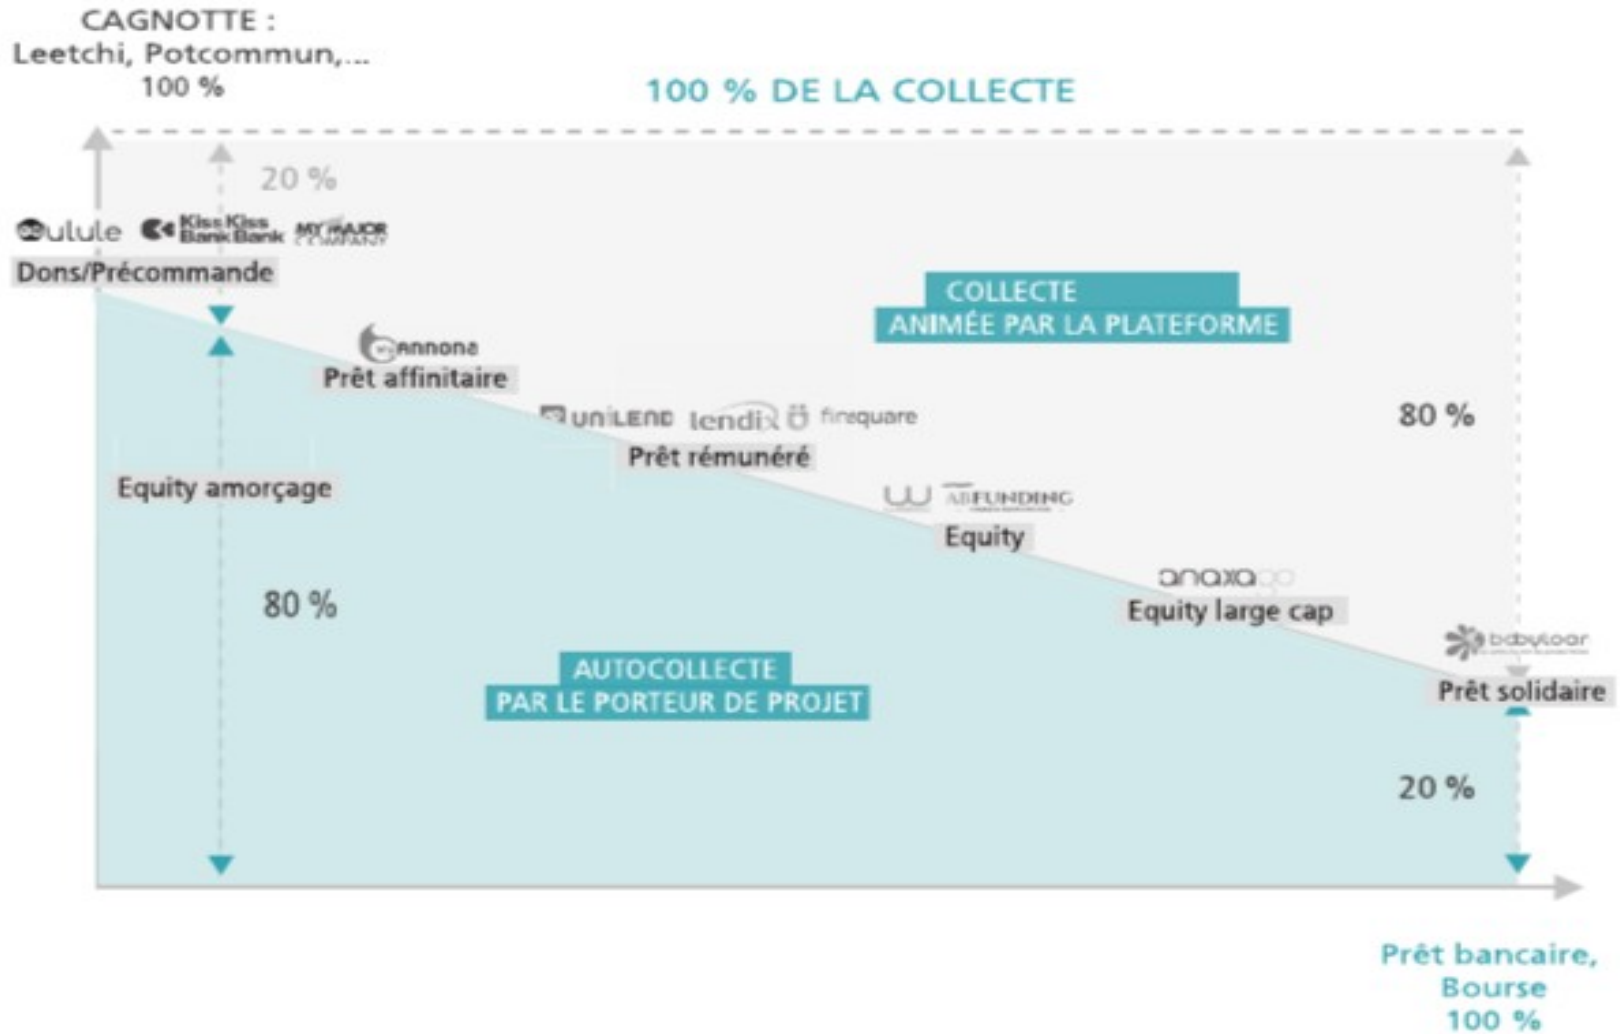 CAGNOTTE :
Leetchi, Potcommun,...
100 %
100 % DE LA COLLECTE
20 %
ulule KissKiss BankBank MY MAJOR COMPANY
Dons/Précommande
COLLECTE
ANIMÉE PAR LA PLATEFORME
annona
Prêt affinitaire
80 %
UNILEND lendix finsquare
Prêt rémunéré
Equity amorçage
FUNDING
Equity
anaxago
Equity large cap
80 %
babyloan
AUTOCOLLECTE
PAR LE PORTEUR DE PROJET
Prêt solidaire
20 %
Prêt bancaire,
Bourse
100 %